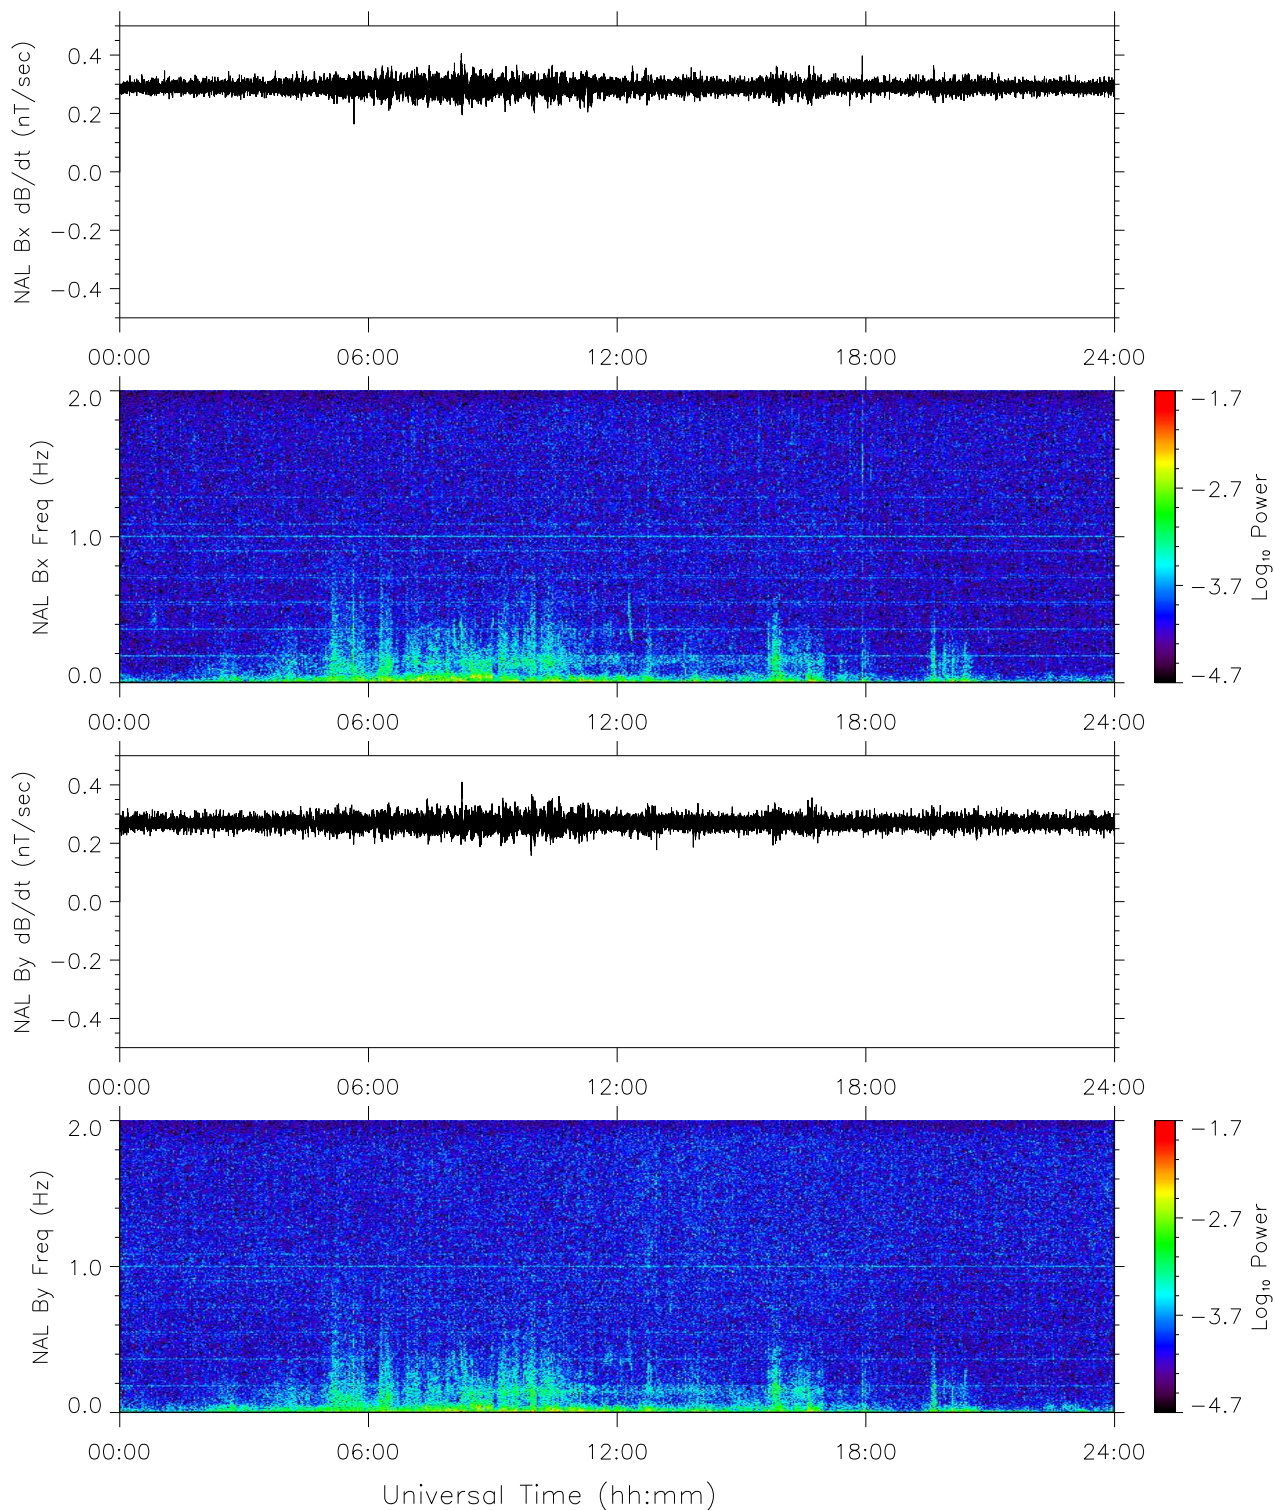 NAL Bx dB/dt (nT/sec)
0.4
0.2
0.0
−0.2
−0.4
00:00 06:00 12:00 18:00 24:00
NAL Bx Freq (Hz)
2.0
1.0
0.0
00:00 06:00 12:00 18:00 24:00
−1.7
−2.7
−3.7
−4.7
Log₁₀ Power
NAL By dB/dt (nT/sec)
0.4
0.2
0.0
−0.2
−0.4
00:00 06:00 12:00 18:00 24:00
NAL By Freq (Hz)
2.0
1.0
0.0
00:00 06:00 12:00 18:00 24:00
−1.7
−2.7
−3.7
−4.7
Log₁₀ Power
Universal Time (hh:mm)